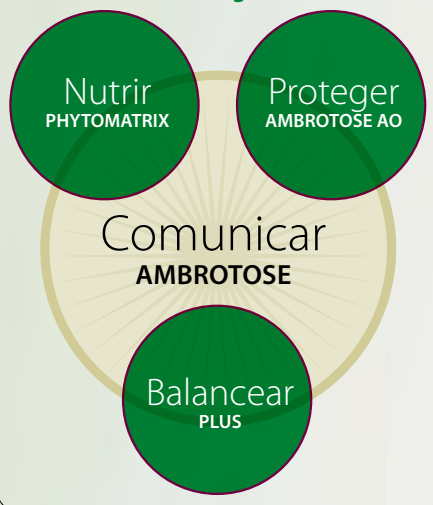 Nutrir
PHYTOMATRIX
Proteger
AMBROTOSE AO
Comunicar
AMBROTOSE
Balancear
PLUS